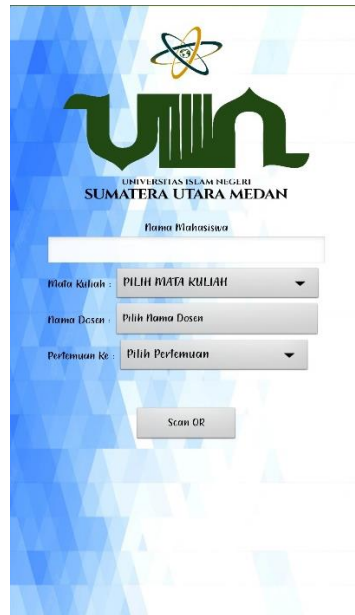 UIN
UNIVERSITAS ISLAM NEGERI
SUMATERA UTARA MEDAN
Nama Mahasiswa
Mata Kuliah : PILIH MATA KULIAH
Nama Dosen : Pilih Nama Dosen
Pertemuan Ke : Pilih Pertemuan
Scan QR